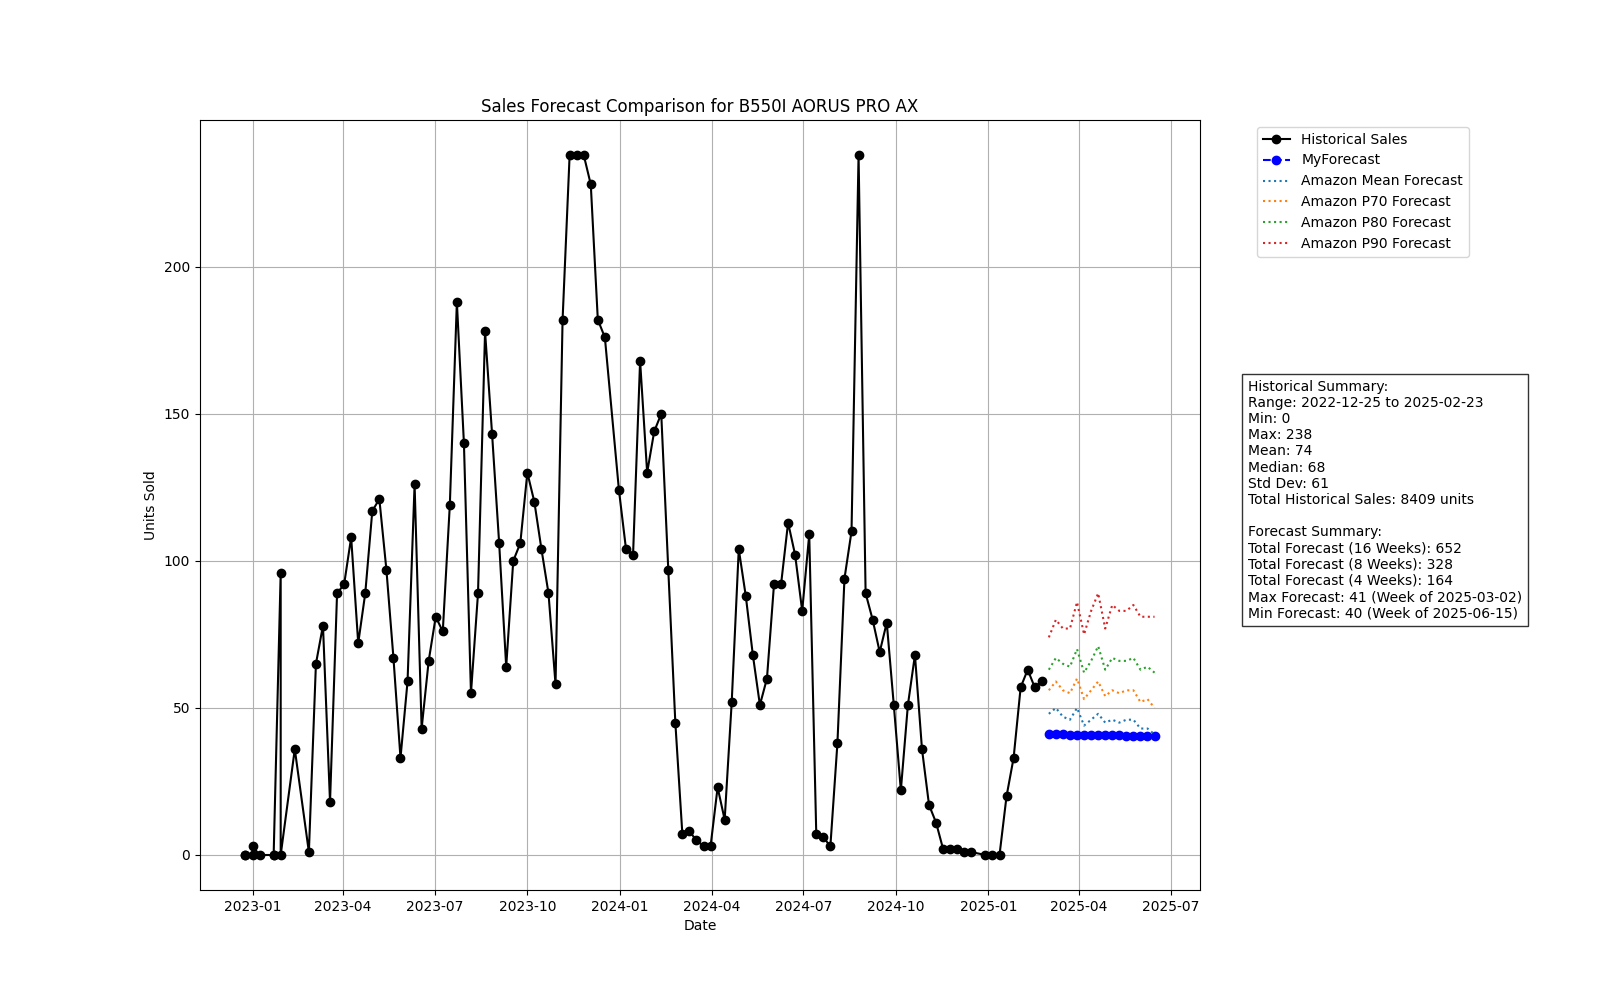 Sales Forecast Comparison for B550I AORUS PRO AX
Units Sold
200
150
100
50
0
2023-01 2023-04 2023-07 2023-10 2024-01 2024-04 2024-07 2024-10 2025-01 2025-04 2025-07
Date
Historical Sales
MyForecast
Amazon Mean Forecast
Amazon P70 Forecast
Amazon P80 Forecast
Amazon P90 Forecast
Historical Summary:
Range: 2022-12-25 to 2025-02-23
Min: 0
Max: 238
Mean: 74
Median: 68
Std Dev: 61
Total Historical Sales: 8409 units
Forecast Summary:
Total Forecast (16 Weeks): 652
Total Forecast (8 Weeks): 328
Total Forecast (4 Weeks): 164
Max Forecast: 41 (Week of 2025-03-02)
Min Forecast: 40 (Week of 2025-06-15)